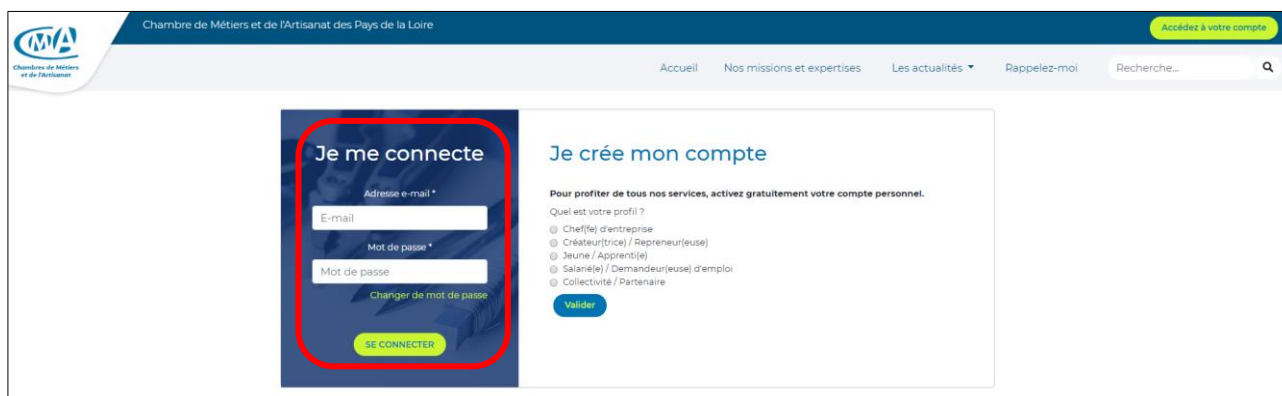 Chambre de Métiers et de l'Artisanat des Pays de la Loire
Accédez à votre compte
CMA
Chambres de Métiers
et de l'Artisanat
Accueil Nos missions et expertises Les actualités Rappelez-moi Recherche...
Je me connecte
Adresse e-mail *
E-mail
Mot de passe *
Mot de passe
Changer de mot de passe
SE CONNECTER
Je crée mon compte
Pour profiter de tous nos services, activez gratuitement votre compte personnel.
Quel est votre profil ?
Chef(fe) d'entreprise
Créateur(trice) / Repreneur(euse)
Jeune / Apprenti(e)
Salarié(e) / Demandeur(euse) d'emploi
Collectivité / Partenaire
Valider